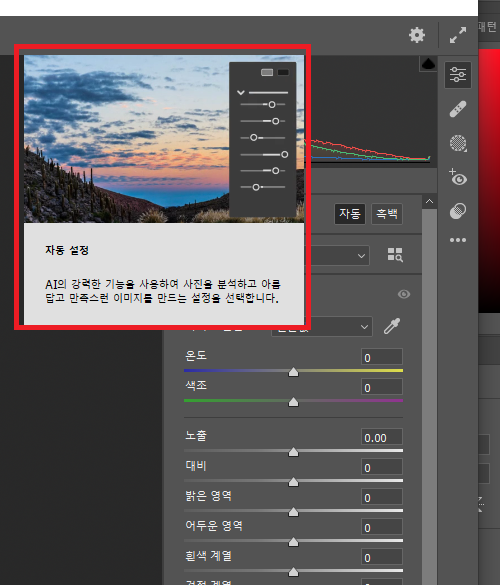 패턴
자동 흑백
자동 설정
AI의 강력한 기능을 사용하여 사진을 분석하고 아름
답고 만족스런 이미지를 만드는 설정을 선택합니다.
온도 0
색조 0
노출 0.00
대비 0
밝은 영역 0
어두운 영역 0
흰색 계열 0
검정 계열